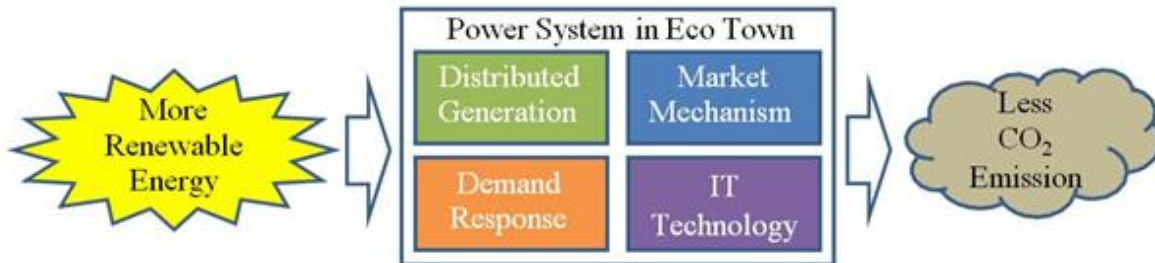 More
Renewable
Energy
Power System in Eco Town
Distributed
Generation
Market
Mechanism
Demand
Response
IT
Technology
Less
CO₂
Emission